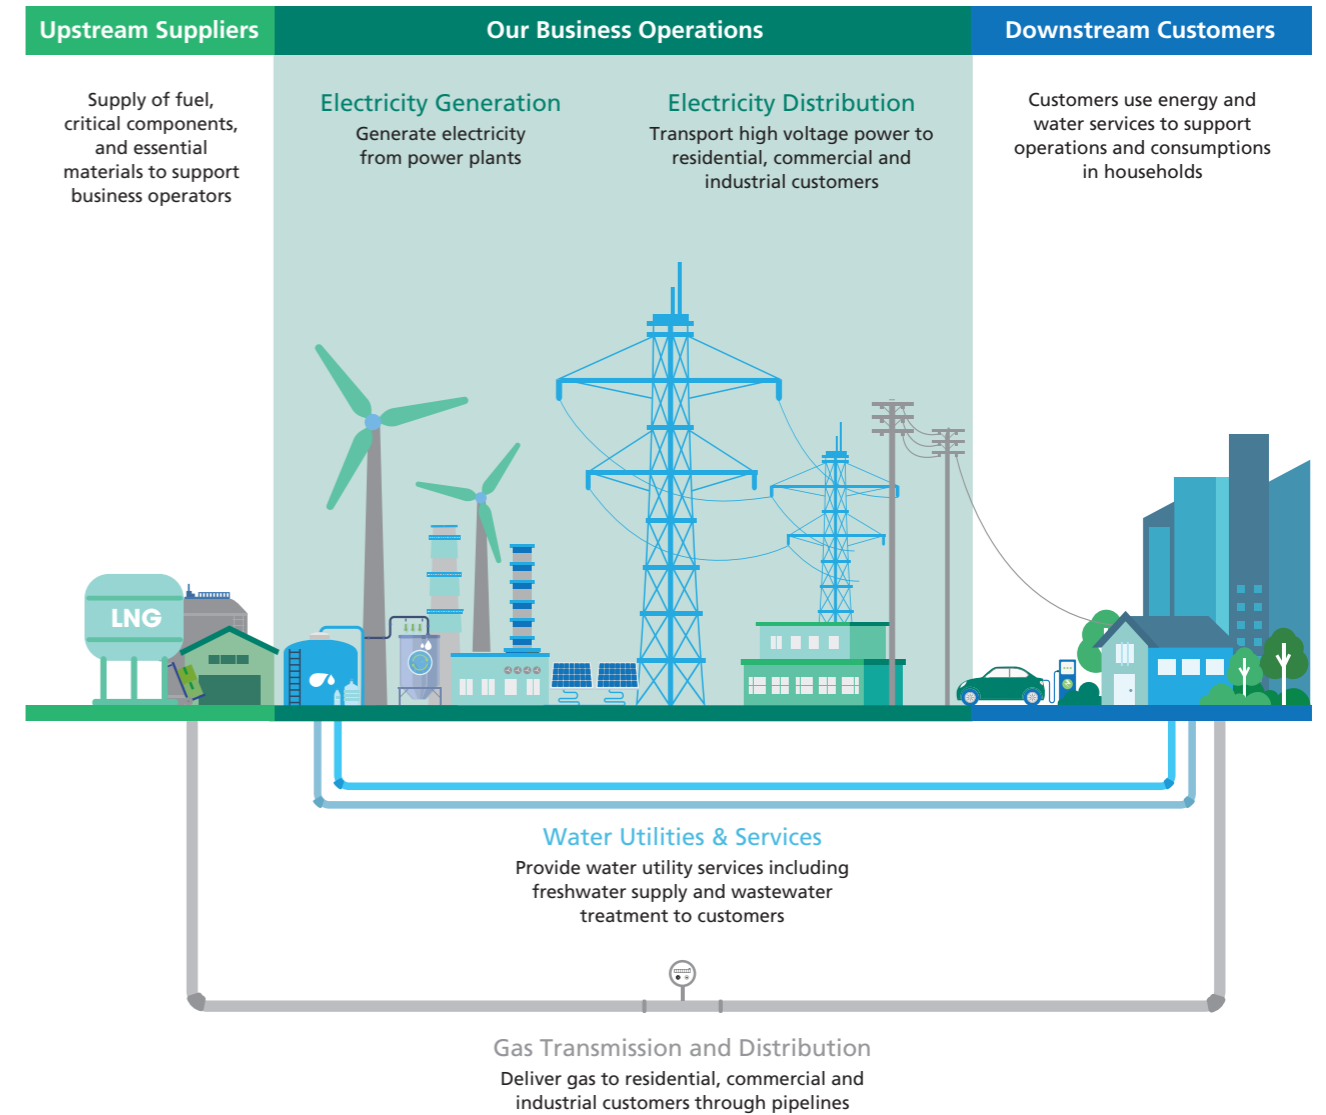 Upstream Suppliers
Our Business Operations
Downstream Customers
Supply of fuel,
critical components,
and essential
materials to support
business operators
Electricity Generation
Generate electricity
from power plants
Electricity Distribution
Transport high voltage power to
residential, commercial and
industrial customers
Customers use energy and
water services to support
operations and consumptions
in households
LNG
Water Utilities & Services
Provide water utility services including
freshwater supply and wastewater
treatment to customers
Gas Transmission and Distribution
Deliver gas to residential, commercial and
industrial customers through pipelines